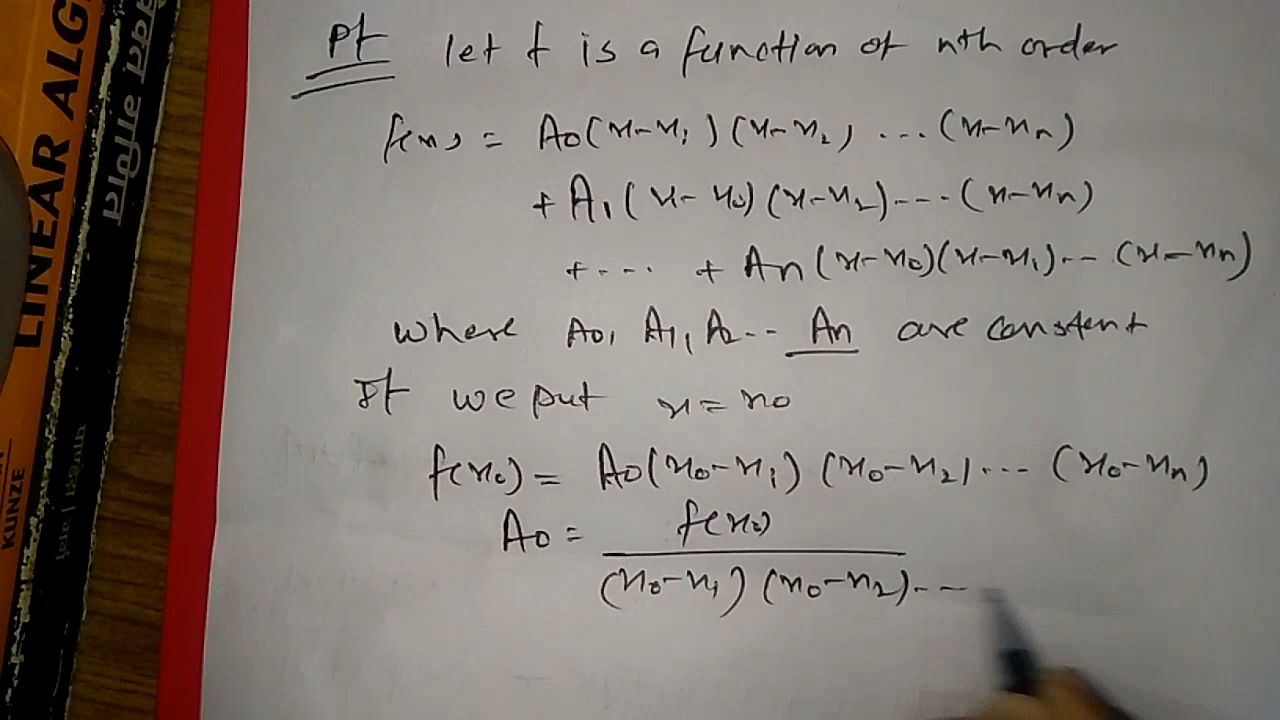 LINEAR ALG
KUNZE
Pf let f is a function of nth order
f(x) = A0(x-x1)(x-x2) ... (x-xn)
+ A1(x-x0)(x-x2)---- (x-xn)
+ ---- + An(x-x0)(x-x1)-- (x-xn)
where A0, A1, A2-- An are constent
If we put x = x0
f(x0) = A0(x0-x1) (x0-x2) ... (x0-xn)
A0 = f(x0)
(x0-x1) (x0-x2)---